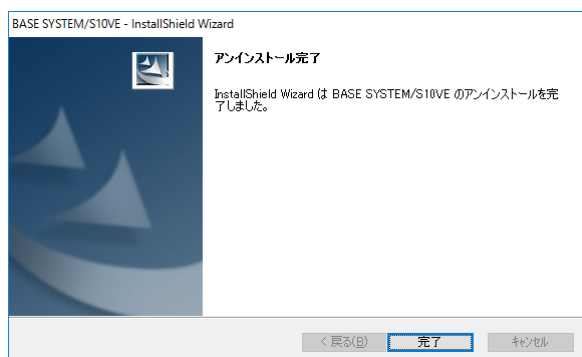 BASE SYSTEM/S10VE - InstallShield Wizard
アンインストール完了
InstallShield Wizard は BASE SYSTEM/S10VE のアンインストールを完
了しました。
< 戻る(B) 完了 キャンセル